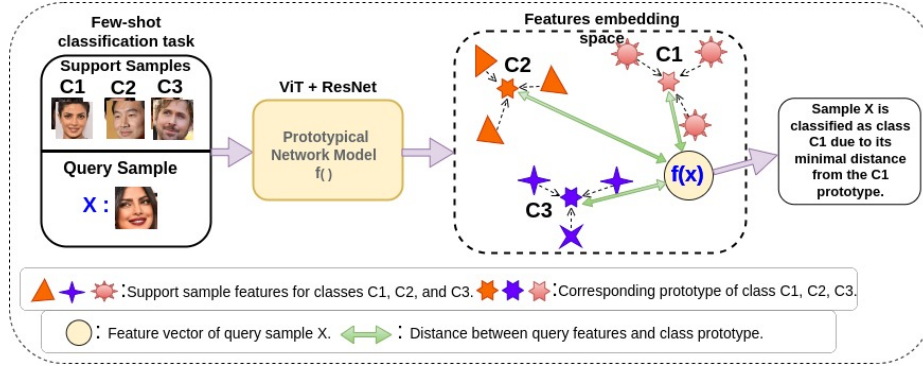 Few-shot
classification task
Support Samples
C1 C2 C3
Query Sample
X :
ViT + ResNet
Prototypical
Network Model
f( )
Features embedding
space
C2
C1
C3
f(x)
Sample X is
classified as class
C1 due to its
minimal distance
from the C1
prototype.
:Support sample features for classes C1, C2, and C3.
:Corresponding prototype of class C1, C2, C3.
: Feature vector of query sample X.
: Distance between query features and class prototype.